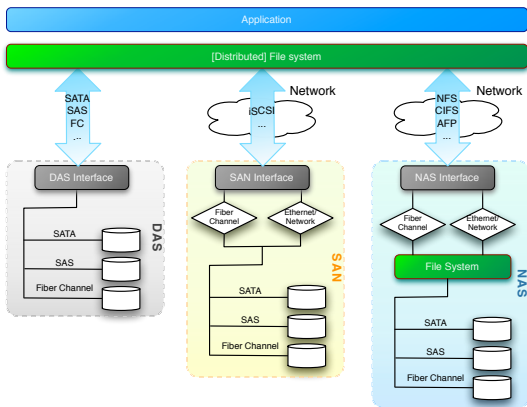 Application
[Distributed] File system
SATA
SAS
FC
...
Network
iSCSI
...
Network
NFS
CIFS
AFP
...
DAS Interface
SATA
SAS
Fiber Channel
DAS
SAN Interface
Fiber
Channel
Ethernet/
Network
SATA
SAS
Fiber Channel
SAN
NAS Interface
Fiber
Channel
Ethernet/
Network
File System
SATA
SAS
Fiber Channel
NAS